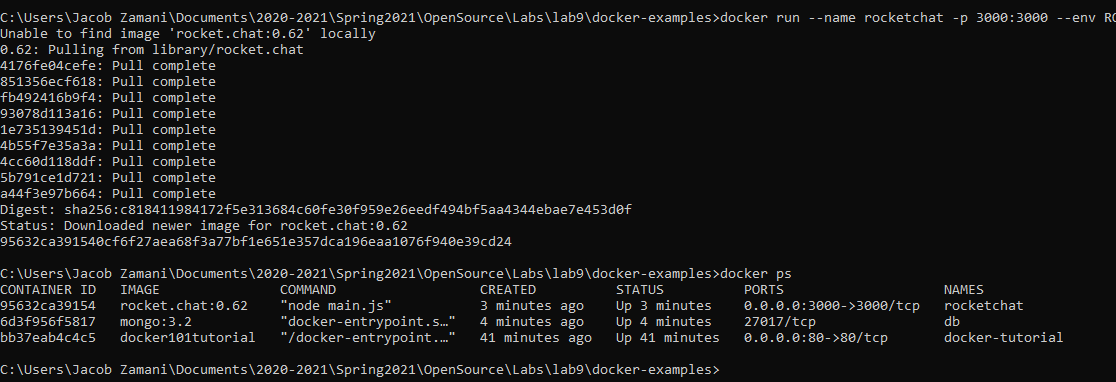 C:\Users\Jacob Zamani\Documents\2020-2021\Spring2021\OpenSource\Labs\lab9\docker-examples>docker run --name rocketchat -p 3000:3000 --env RO
Unable to find image 'rocket.chat:0.62' locally
0.62: Pulling from library/rocket.chat
4176fe04cefe: Pull complete
851356ecf618: Pull complete
fb492416b9f4: Pull complete
93078d113a16: Pull complete
1e735139451d: Pull complete
4b55f7e35a3a: Pull complete
4cc60d118ddf: Pull complete
5b791ce1d721: Pull complete
a44f3e97b664: Pull complete
Digest: sha256:c818411984172f5e313684c60fe30f959e26eedf494bf5aa4344ebae7e453d0f
Status: Downloaded newer image for rocket.chat:0.62
95632ca391540cf6f27aea68f3a77bf1e651e357dca196eaa1076f940e39cd24
C:\Users\Jacob Zamani\Documents\2020-2021\Spring2021\OpenSource\Labs\lab9\docker-examples>docker ps
CONTAINER ID IMAGE COMMAND CREATED STATUS PORTS NAMES
95632ca39154 rocket.chat:0.62 "node main.js" 3 minutes ago Up 3 minutes 0.0.0.0:3000->3000/tcp rocketchat
6d3f956f5817 mongo:3.2 "docker-entrypoint.s…" 4 minutes ago Up 4 minutes 27017/tcp db
bb37eab4c4c5 docker101tutorial "/docker-entrypoint.…" 41 minutes ago Up 41 minutes 0.0.0.0:80->80/tcp docker-tutorial
C:\Users\Jacob Zamani\Documents\2020-2021\Spring2021\OpenSource\Labs\lab9\docker-examples>